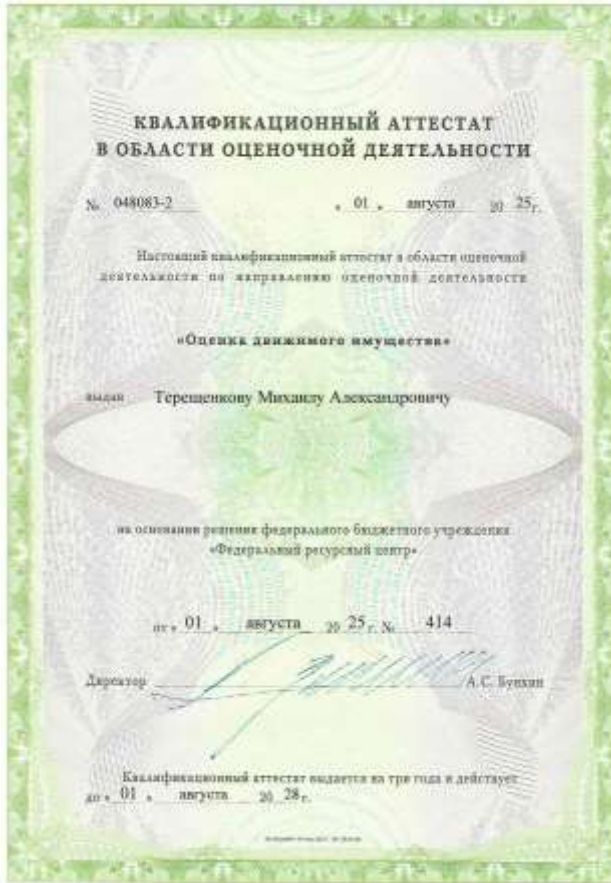 КВАЛИФИКАЦИОННЫЙ АТТЕСТАТ
В ОБЛАСТИ ОЦЕНОЧНОЙ ДЕЯТЕЛЬНОСТИ
№ 048083-2 « 01 » августа 20 25 г.
Настоящий квалификационный аттестат в области оценочной
деятельности по направлению оценочной деятельности
«Оценка движимого имущества»
выдан Терещенкову Михаилу Александровичу
на основании решения федерального бюджетного учреждения
«Федеральный ресурсный центр»
от « 01 » августа 20 25 г. № 414
Директор А.С. Бункин
Квалификационный аттестат выдается на три года и действует
до « 01 » августа 20 28 г.